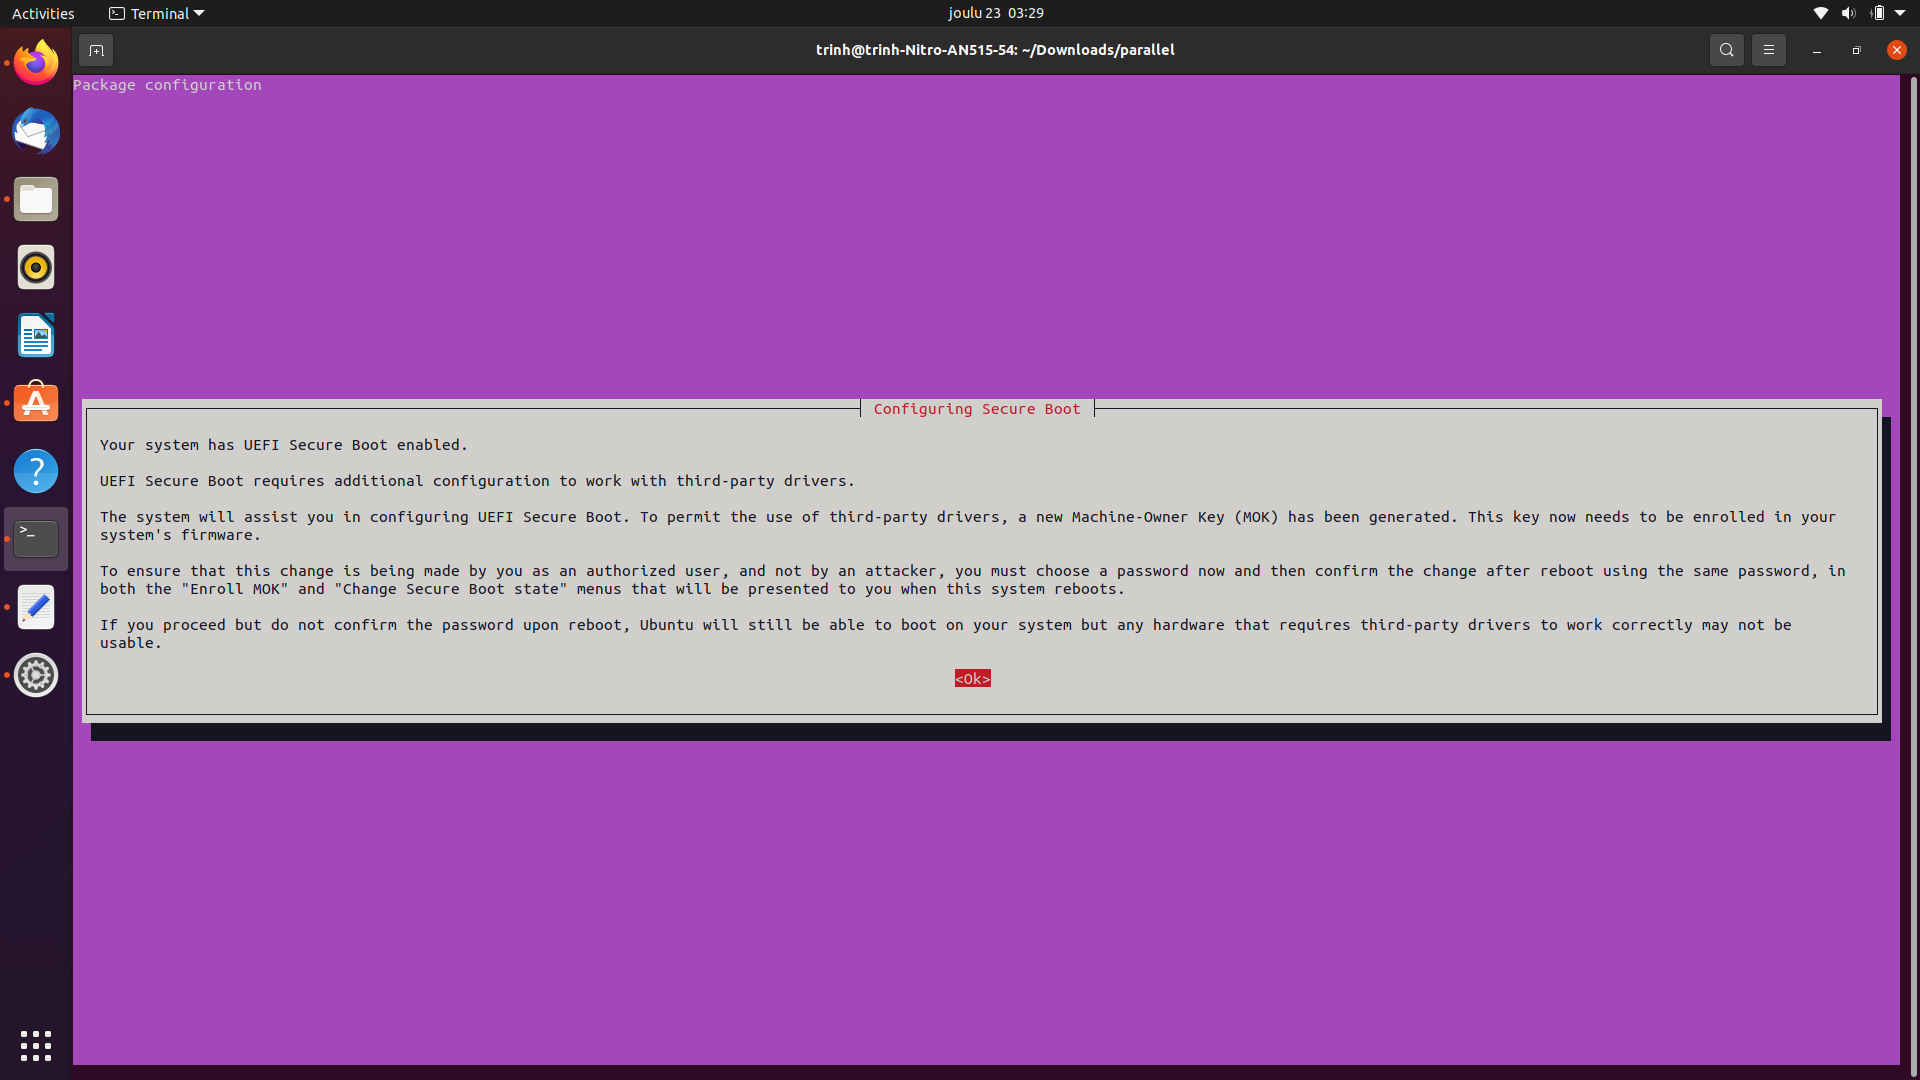 Activities
Terminal
joulu 23 03:29
trinh@trinh-Nitro-AN515-54: ~/Downloads/parallel
Package configuration
Configuring Secure Boot
Your system has UEFI Secure Boot enabled.
UEFI Secure Boot requires additional configuration to work with third-party drivers.
The system will assist you in configuring UEFI Secure Boot. To permit the use of third-party drivers, a new Machine-Owner Key (MOK) has been generated. This key now needs to be enrolled in your
system's firmware.
To ensure that this change is being made by you as an authorized user, and not by an attacker, you must choose a password now and then confirm the change after reboot using the same password, in
both the "Enroll MOK" and "Change Secure Boot state" menus that will be presented to you when this system reboots.
If you proceed but do not confirm the password upon reboot, Ubuntu will still be able to boot on your system but any hardware that requires third-party drivers to work correctly may not be
usable.
<Ok>